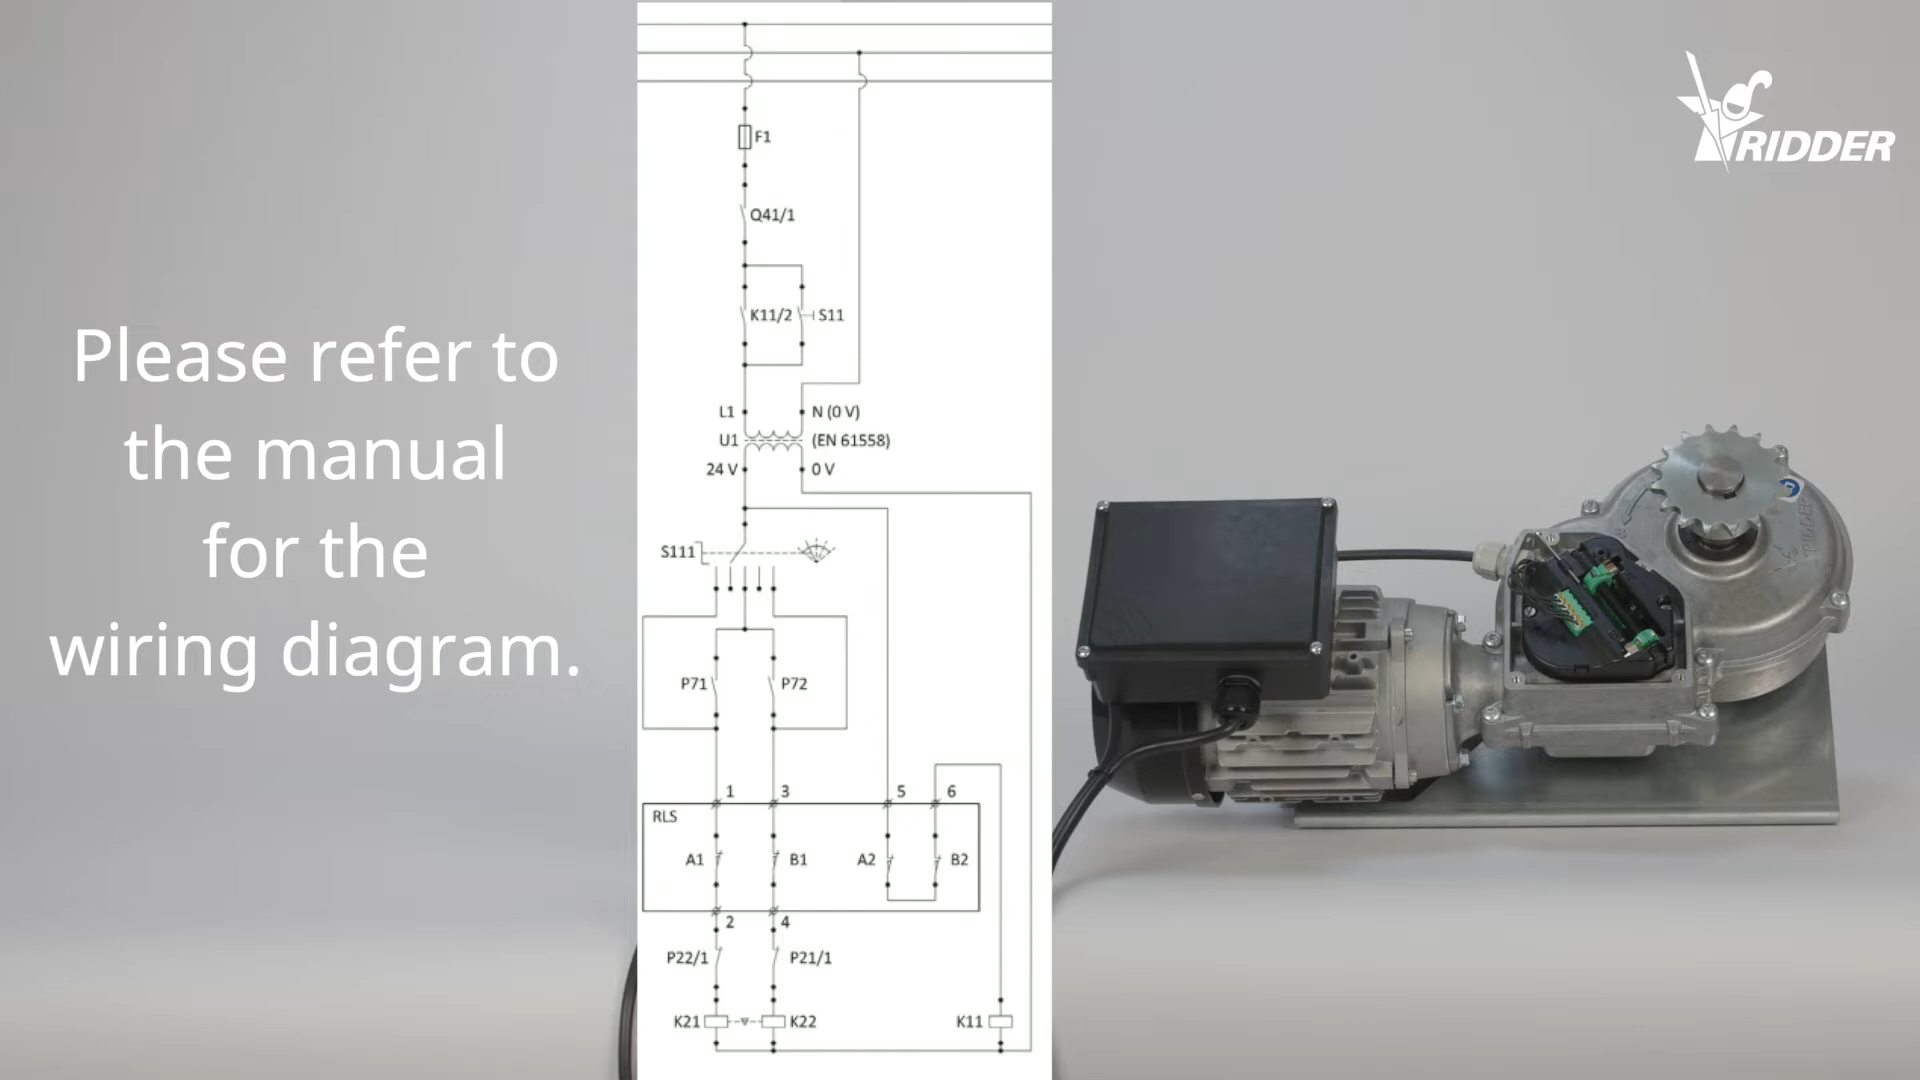 Please refer to
the manual
for the
wiring diagram.
F1
Q41/1
K11/2
S11
L1
N (0 V)
U1
(EN 61558)
24 V
0 V
S111
P71
P72
1
3
5
6
RLS
A1
B1
A2
B2
2
4
P22/1
P21/1
K21
K22
K11
RIDDER